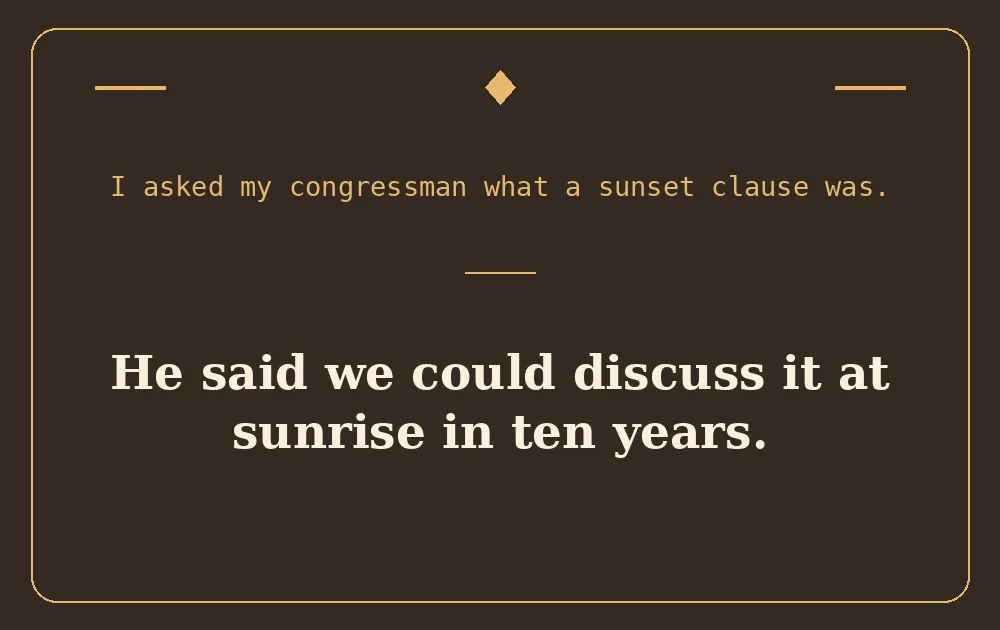 I asked my congressman what a sunset clause was.
He said we could discuss it at
sunrise in ten years.